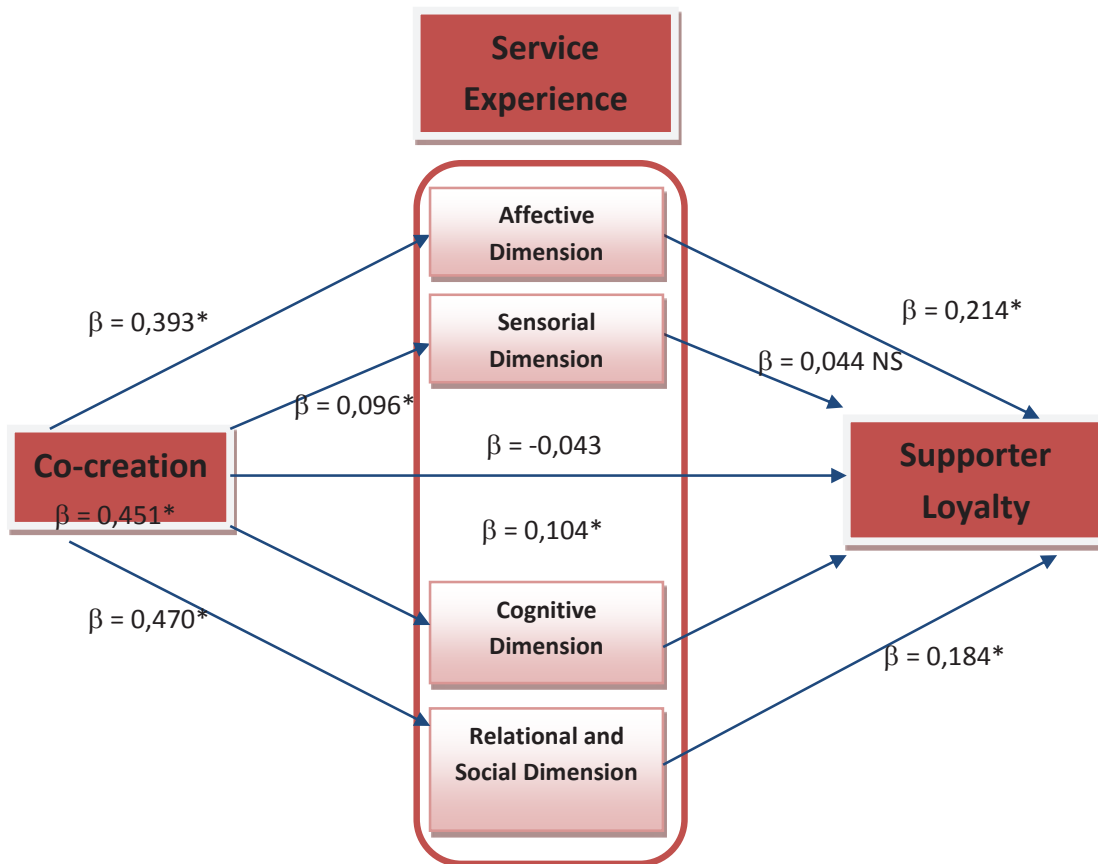 Service
Experience
Affective
Dimension
β = 0,393*
β = 0,214*
Sensorial
Dimension
β = 0,044 NS
β = 0,096*
Co-creation
β = -0,043
Supporter
Loyalty
β = 0,451*
β = 0,104*
Cognitive
Dimension
β = 0,470*
β = 0,184*
Relational and
Social Dimension